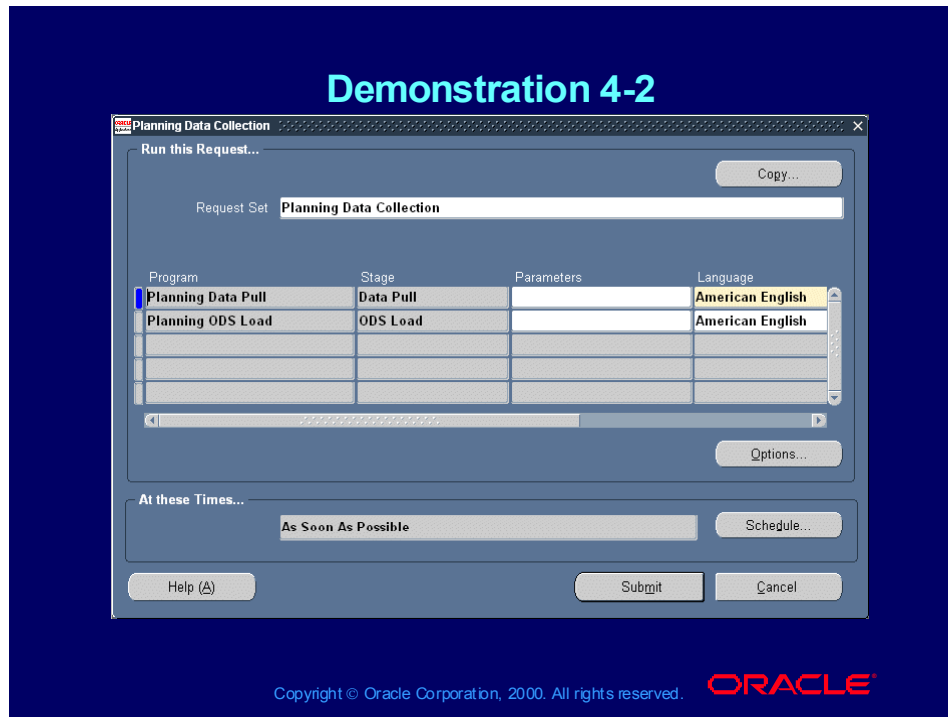 Demonstration 4-2
Planning Data Collection
Run this Request...
Copy...
Request Set Planning Data Collection
Program Stage Parameters Language
Planning Data Pull Data Pull American English
Planning ODS Load ODS Load American English
Options...
At these Times...
As Soon As Possible Schedule...
Help (A) Submit Cancel
Copyright © Oracle Corporation, 2000. All rights reserved. ORACLE®